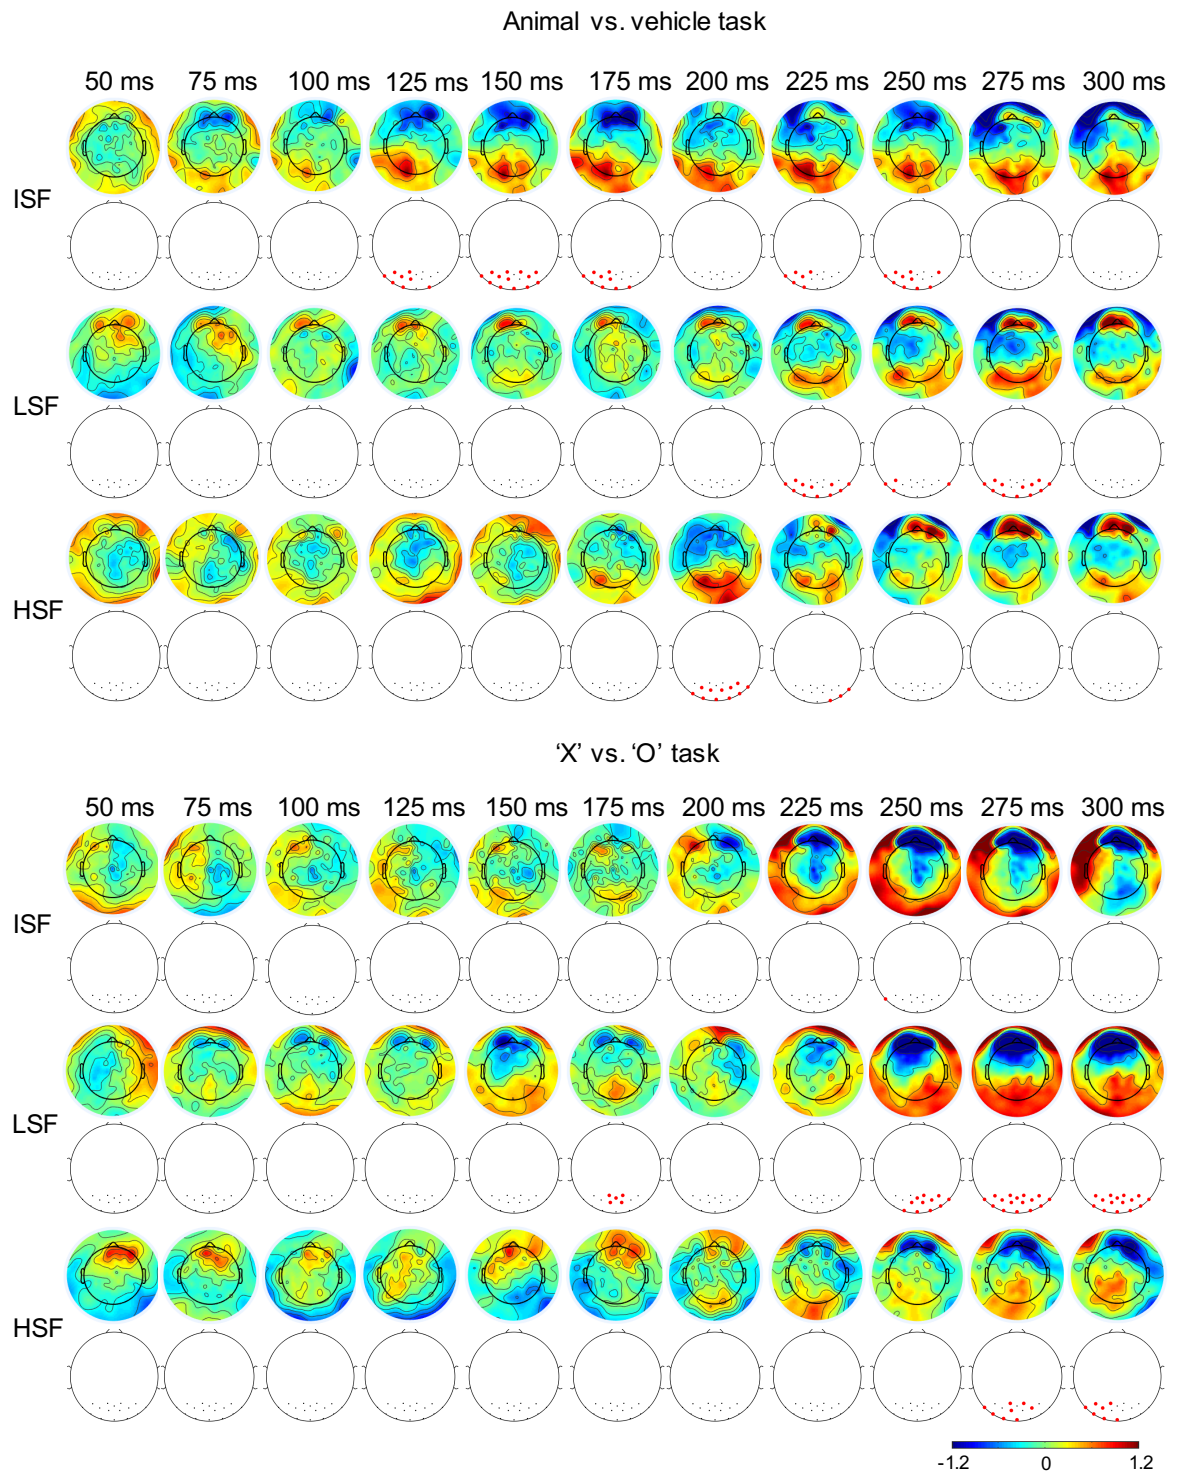 Animal vs. vehicle task
50 ms 75 ms 100 ms 125 ms 150 ms 175 ms 200 ms 225 ms 250 ms 275 ms 300 ms
ISF
LSF
HSF
‘X’ vs. ‘O’ task
50 ms 75 ms 100 ms 125 ms 150 ms 175 ms 200 ms 225 ms 250 ms 275 ms 300 ms
ISF
LSF
HSF
-1.2 0 1.2